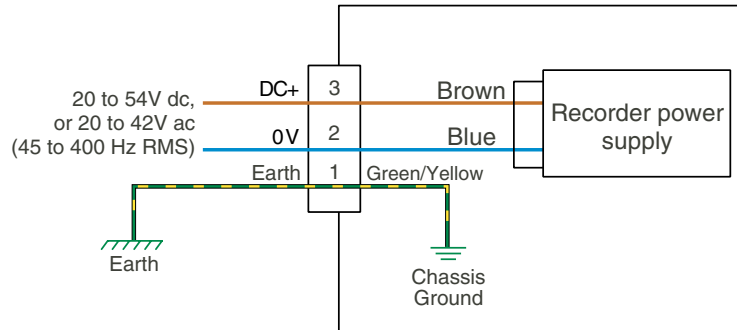 20 to 54V dc,
or 20 to 42V ac
(45 to 400 Hz RMS)
DC+
3
Brown
0V
2
Blue
Earth
1
Green/Yellow
Recorder power
supply
Earth
Chassis
Ground